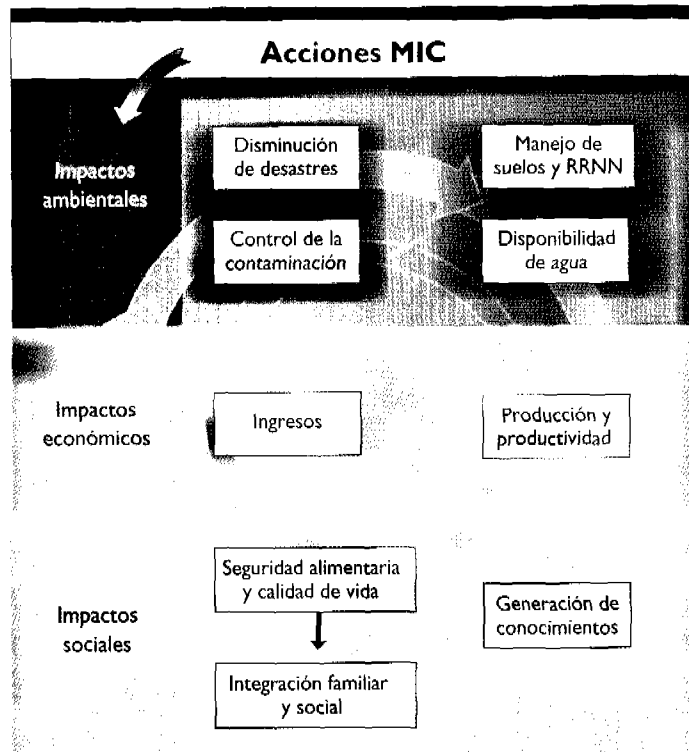 Acciones MIC
Impactos
ambientales
Disminución
de desastres
Manejo de
suelos y RRNN
Control de la
contaminación
Disponibilidad
de agua
Impactos
económicos
Ingresos
Producción y
productividad
Impactos
sociales
Seguridad alimentaria
y calidad de vida
Generación de
conocimientos
Integración familiar
y social